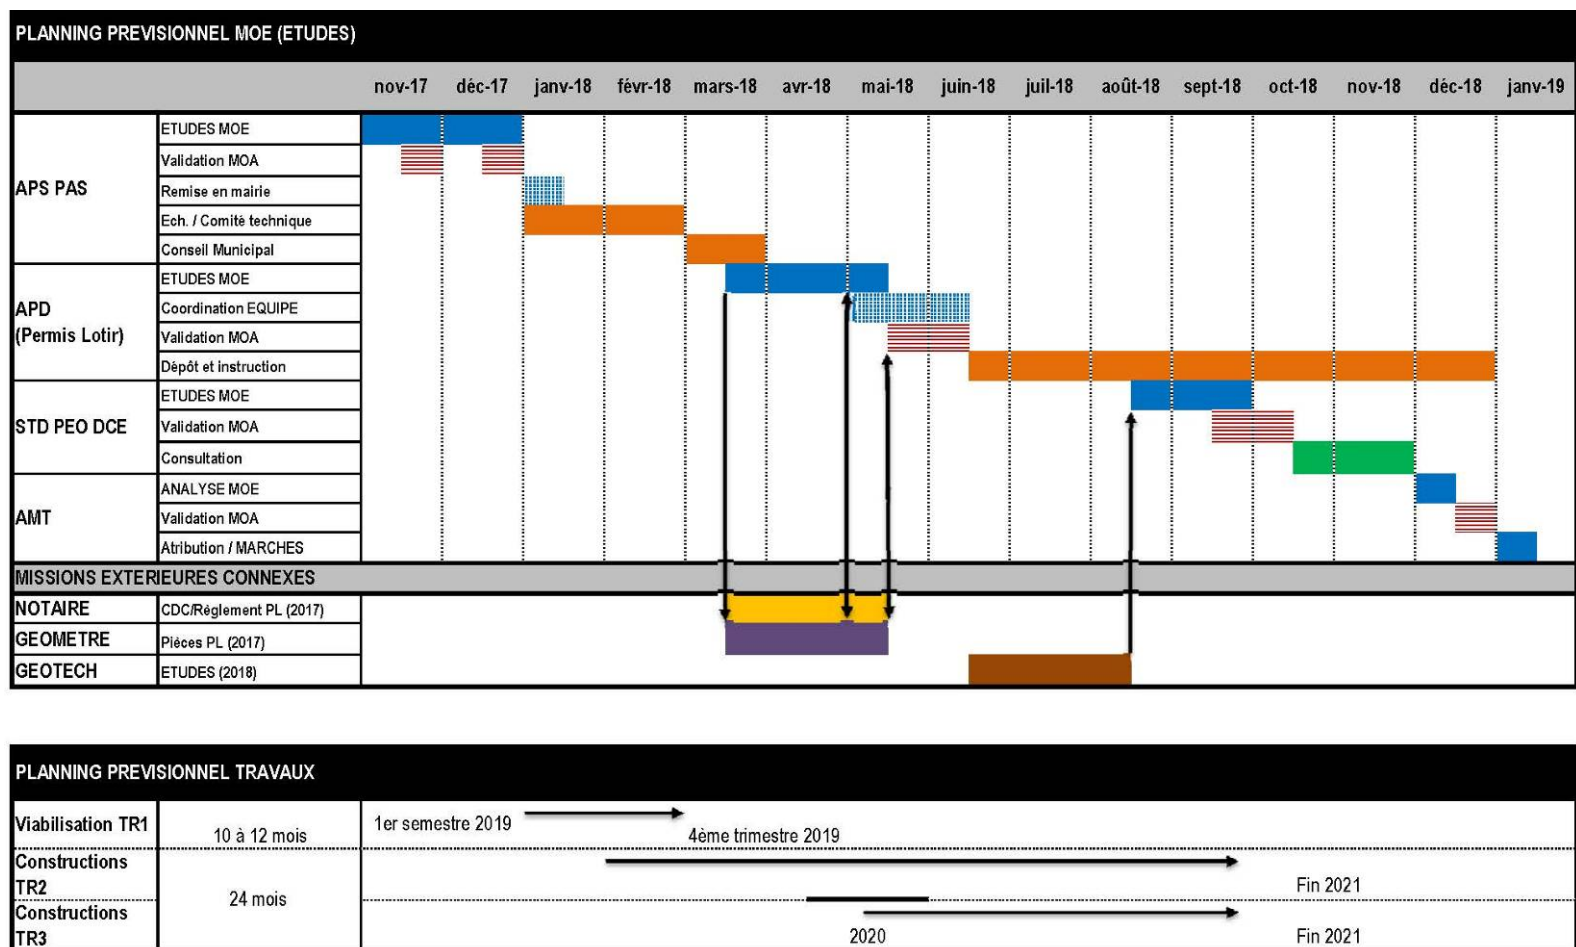 PLANNING PREVISIONNEL MOE (ETUDES)
nov-17 déc-17 janv-18 févr-18 mars-18 avr-18 mai-18 juin-18 juil-18 août-18 sept-18 oct-18 nov-18 déc-18 janv-19
APS PAS
ETUDES MOE
Validation MOA
Remise en mairie
Ech. / Comité technique
Conseil Municipal
APD
(Permis Lotir)
ETUDES MOE
Coordination EQUIPE
Validation MOA
Dépôt et instruction
STD PEO DCE
ETUDES MOE
Validation MOA
Consultation
AMT
ANALYSE MOE
Validation MOA
Atribution / MARCHES
MISSIONS EXTERIEURES CONNEXES
NOTAIRE CDC/Réglement PL (2017)
GEOMETRE Pièces PL (2017)
GEOTECH ETUDES (2018)
PLANNING PREVISIONNEL TRAVAUX
Viabilisation TR1 10 à 12 mois 1er semestre 2019 4ème trimestre 2019
Constructions
TR2 Fin 2021
24 mois
Constructions
TR3 2020 Fin 2021